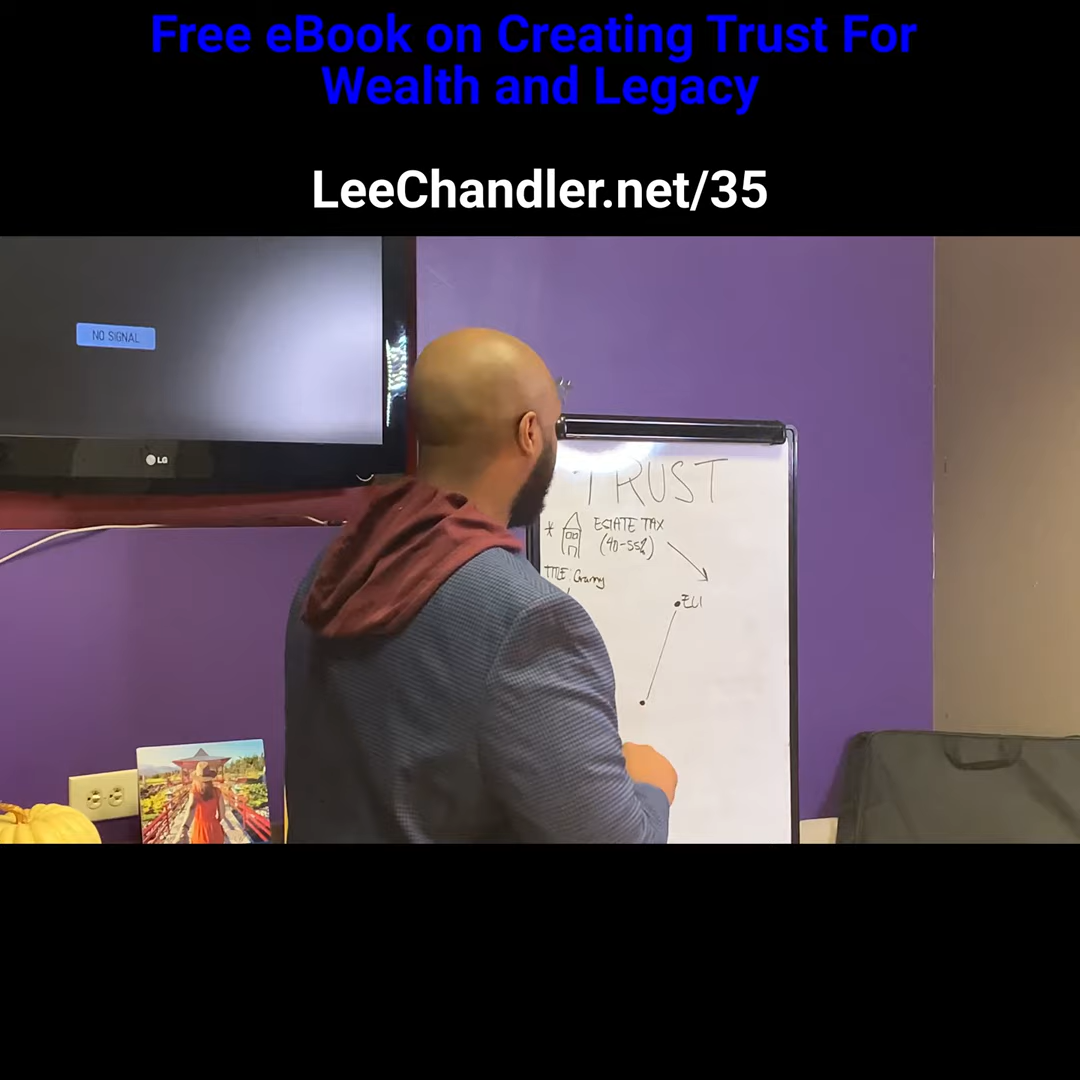 Free eBook on Creating Trust For
Wealth and Legacy
LeeChandler.net/35
NO SIGNAL
LG
TRUST
* ESTATE TAX
(40-55%)
TITLE: Granny
ELI